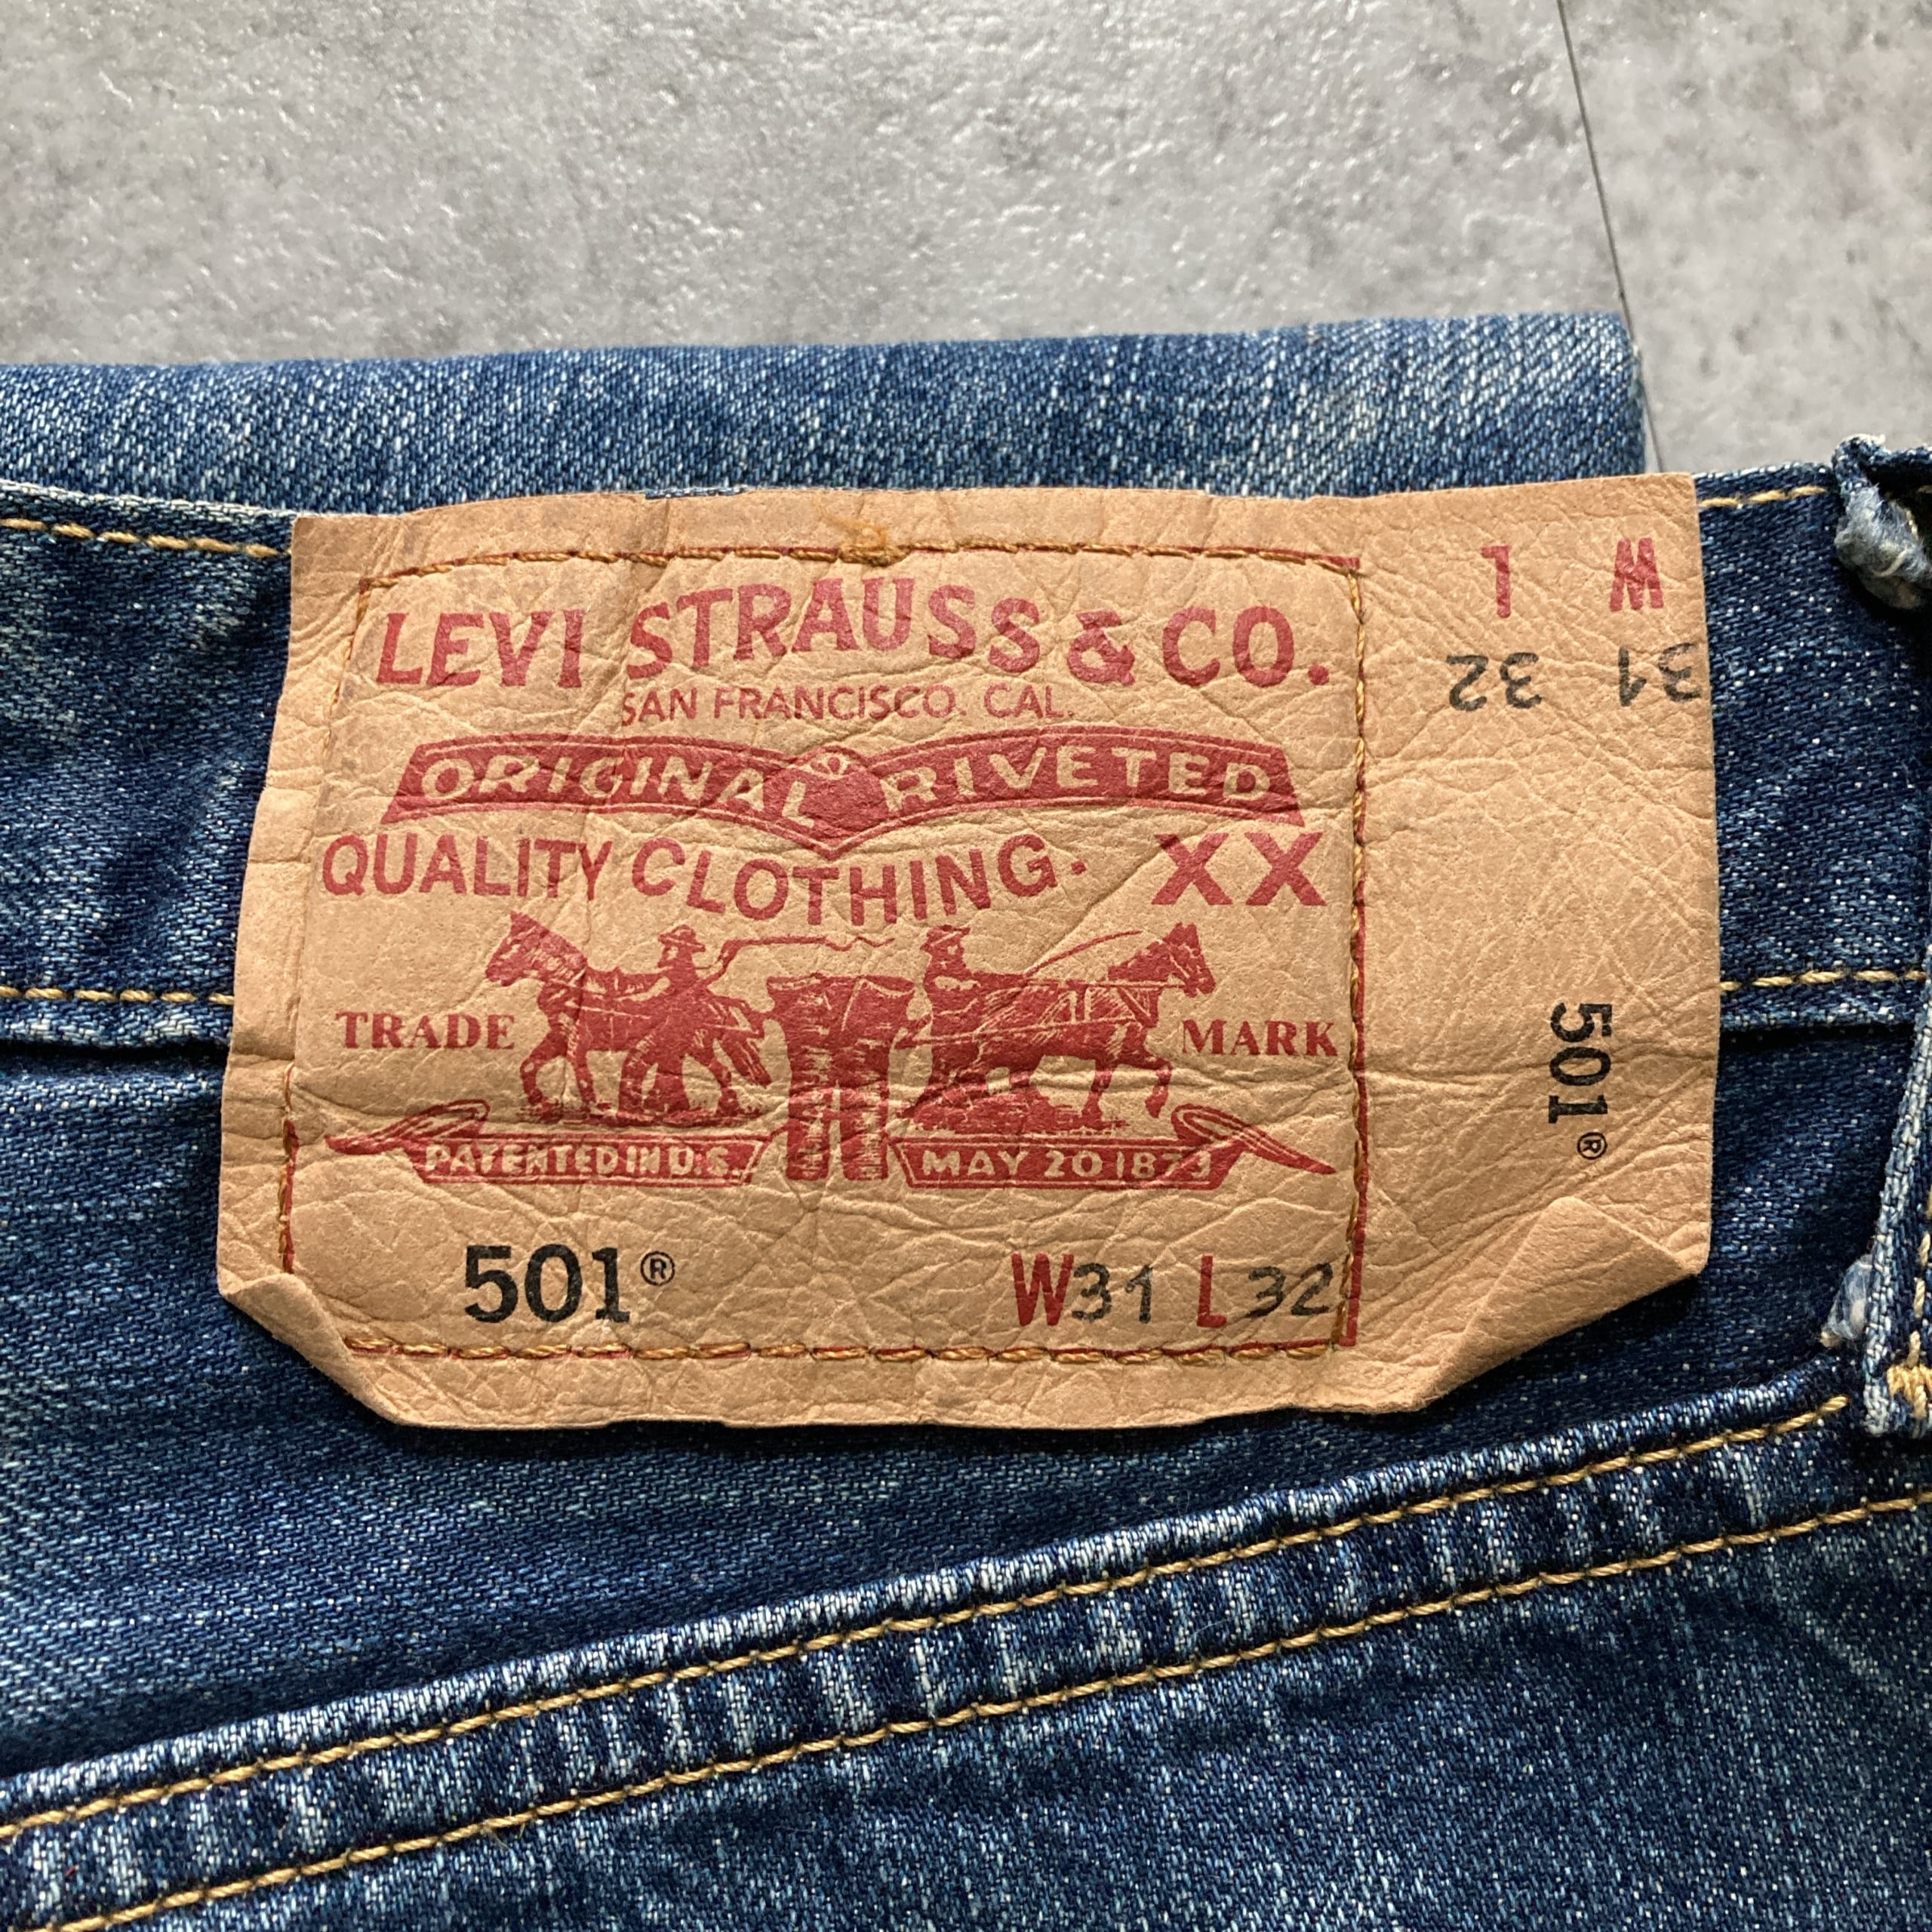 LEVI STRAUSS & CO.
SAN FRANCISCO. CAL.
ORIGINAL RIVETED
QUALITY CLOTHING. XX
TRADE MARK
PATENTED IN U.S. MAY 20 1873
501® W31 L32
W 31
L 32
501®